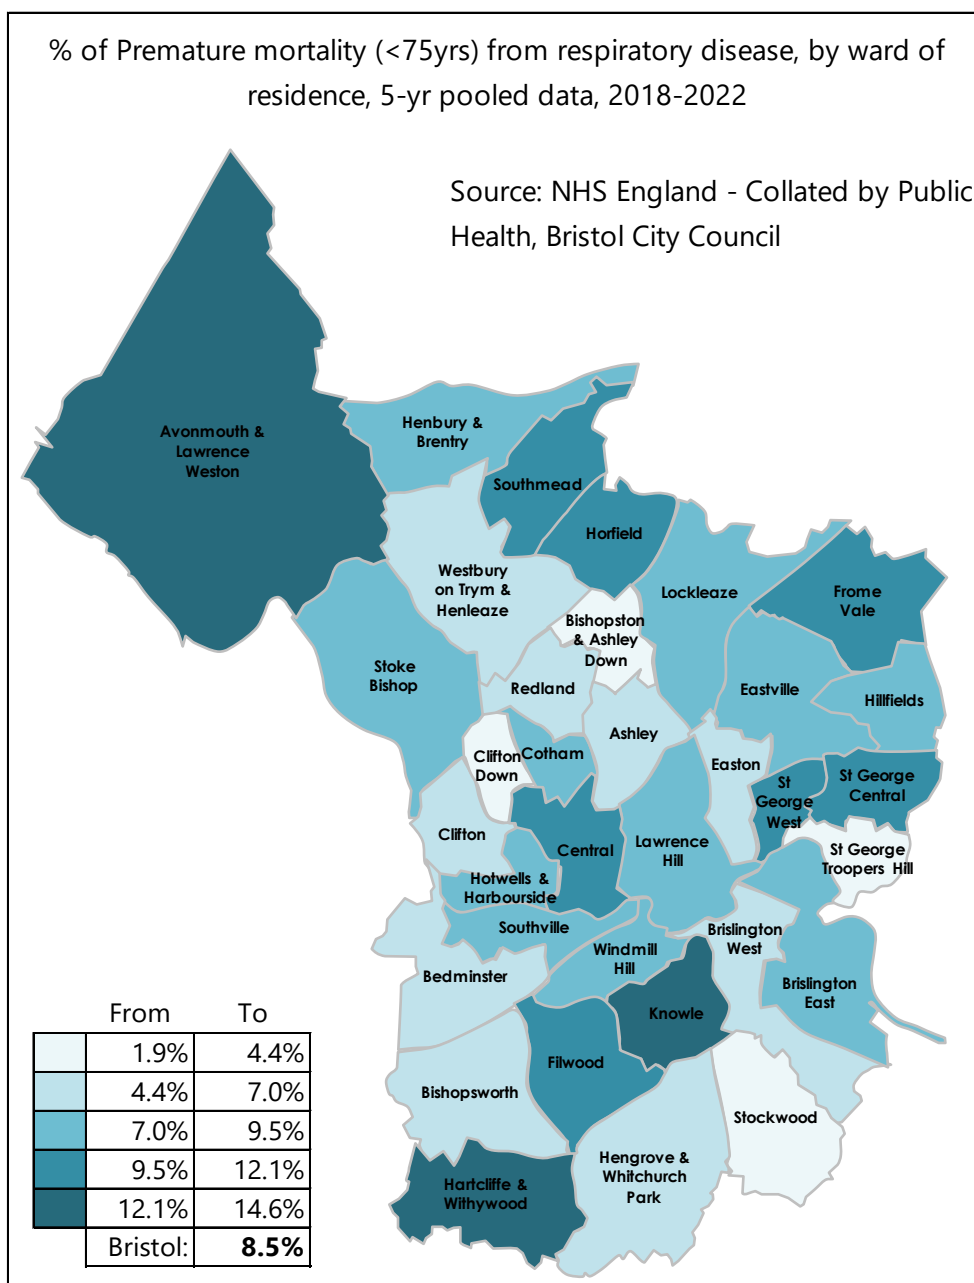 % of Premature mortality (<75yrs) from respiratory disease, by ward of
residence, 5-yr pooled data, 2018-2022
Source: NHS England - Collated by Public
Health, Bristol City Council
Avonmouth &
Lawrence
Weston
Henbury &
Brentry
Southmead
Horfield
Westbury
on Trym &
Henleaze
Lockleaze
Frome
Vale
Bishopston
& Ashley
Down
Stoke
Bishop
Redland
Eastville
Hillfields
Ashley
Clifton
Down
Cotham
Easton
St
George
West
St George
Central
Clifton
Central
Lawrence
Hill
St George
Troopers Hill
Hotwells &
Harbourside
Southville
Windmill
Hill
Brislington
West
Bedminster
Brislington
East
Knowle
Filwood
Bishopsworth
Stockwood
Hengrove &
Whitchurch
Park
Hartcliffe &
Withywood
From To
1.9% 4.4%
4.4% 7.0%
7.0% 9.5%
9.5% 12.1%
12.1% 14.6%
Bristol: 8.5%